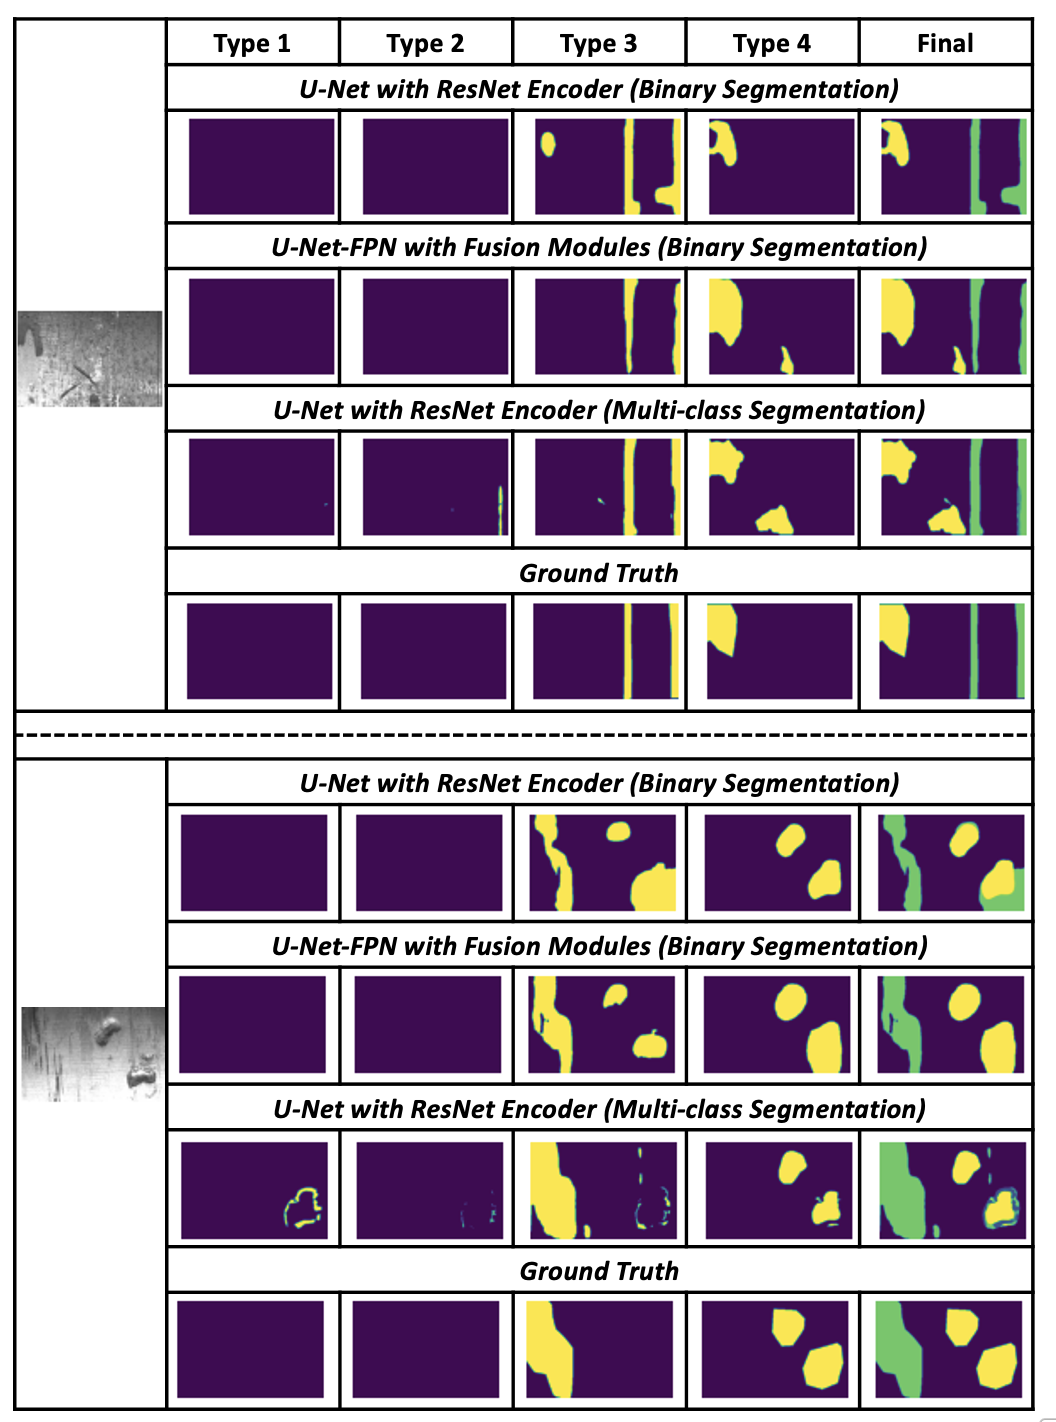 Type 1 Type 2 Type 3 Type 4 Final
U-Net with ResNet Encoder (Binary Segmentation)
U-Net-FPN with Fusion Modules (Binary Segmentation)
U-Net with ResNet Encoder (Multi-class Segmentation)
Ground Truth
U-Net with ResNet Encoder (Binary Segmentation)
U-Net-FPN with Fusion Modules (Binary Segmentation)
U-Net with ResNet Encoder (Multi-class Segmentation)
Ground Truth